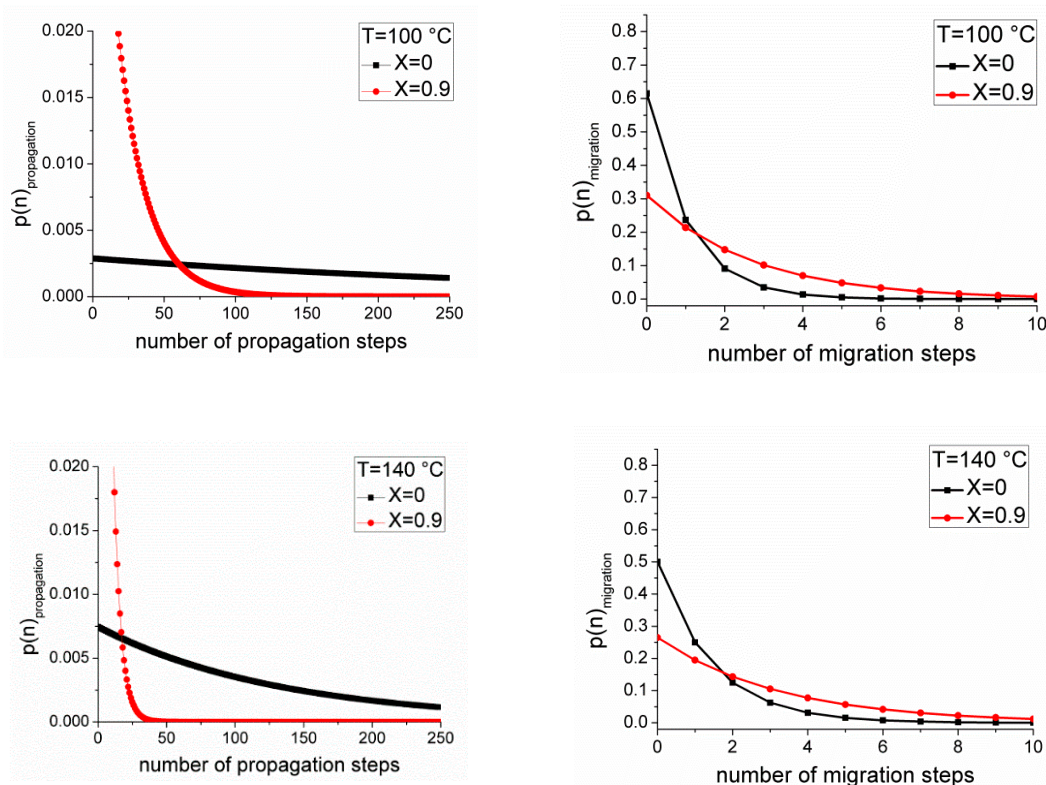 0.020
0.015
0.010
0.005
0.000
p(n)propagation
T=100 °C
X=0
X=0.9
0 50 100 150 200 250
number of propagation steps
0.8
0.7
0.6
0.5
0.4
0.3
0.2
0.1
0.0
p(n)migration
T=100 °C
X=0
X=0.9
0 2 4 6 8 10
number of migration steps
0.020
0.015
0.010
0.005
0.000
p(n)propagation
T=140 °C
X=0
X=0.9
0 50 100 150 200 250
number of propagation steps
0.8
0.7
0.6
0.5
0.4
0.3
0.2
0.1
0.0
p(n)migration
T=140 °C
X=0
X=0.9
0 2 4 6 8 10
number of migration steps